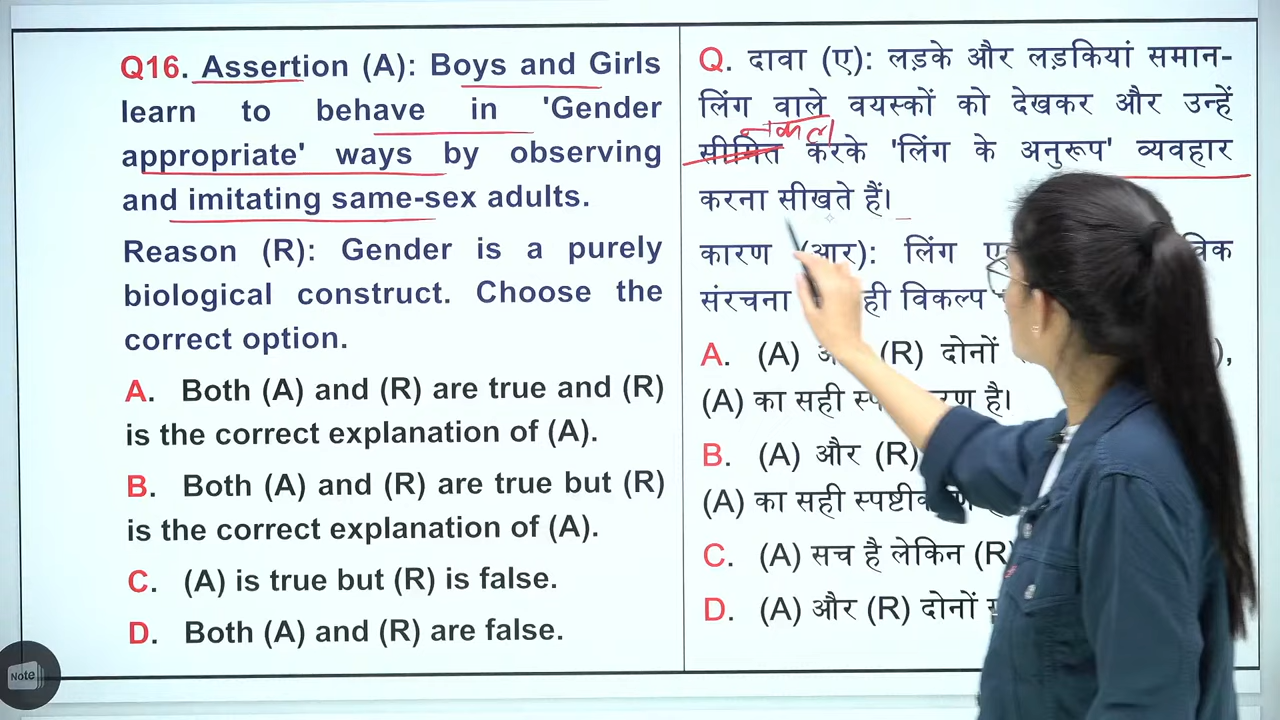 Q16. Assertion (A): Boys and Girls
learn to behave in 'Gender
appropriate' ways by observing
and imitating same-sex adults.
Reason (R): Gender is a purely
biological construct. Choose the
correct option.
A. Both (A) and (R) are true and (R)
is the correct explanation of (A).
B. Both (A) and (R) are true but (R)
is the correct explanation of (A).
C. (A) is true but (R) is false.
D. Both (A) and (R) are false.
Q. दावा (ए): लड़के और लड़कियां समान-
लिंग वाले वयस्कों को देखकर और उन्हें
नकल
सीमित करके 'लिंग के अनुरूप' व्यवहार
करना सीखते हैं।
कारण (आर): लिंग
संरचना विकल्प
A. (A) (R) दोनों
(A) का सही है।
B. (A) और (R)
(A) का सही
C. (A) सच है लेकिन (R)
D. (A) और (R) दोनों
Note